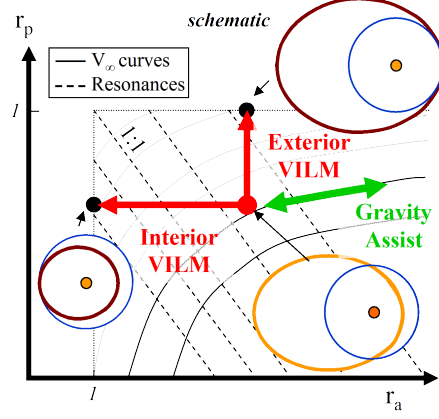 schematic
r_p
V∞ curves
Resonances
l
1:1
Exterior
VILM
Gravity
Assist
Interior
VILM
l
r_a